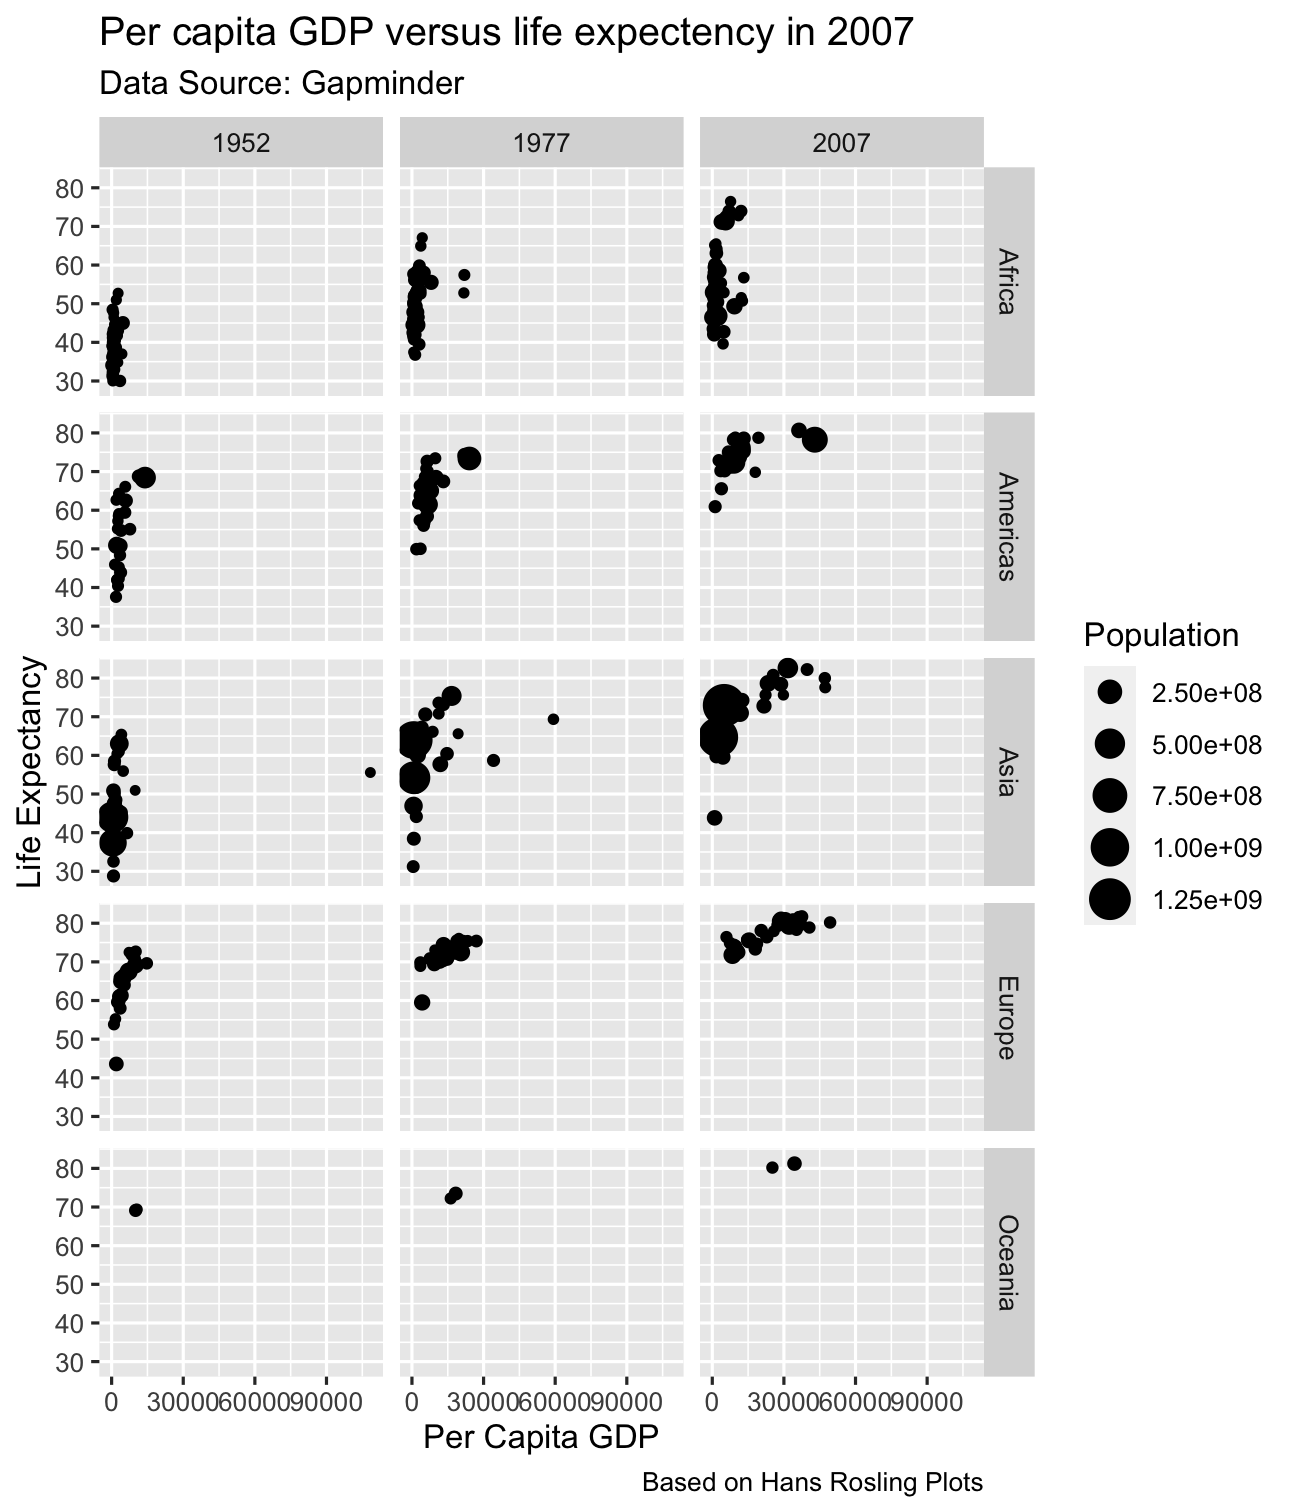 Per capita GDP versus life expectency in 2007
Data Source: Gapminder
1952 1977 2007
80
70
60
50
40
30
Africa
80
70
60
50
40
30
Americas
80
70
60
50
40
30
Asia
80
70
60
50
40
30
Europe
80
70
60
50
40
30
Oceania
Life Expectancy
0 30000 60000 90000 0 30000 60000 90000 0 30000 60000 90000
Per Capita GDP
Based on Hans Rosling Plots
Population
2.50e+08
5.00e+08
7.50e+08
1.00e+09
1.25e+09